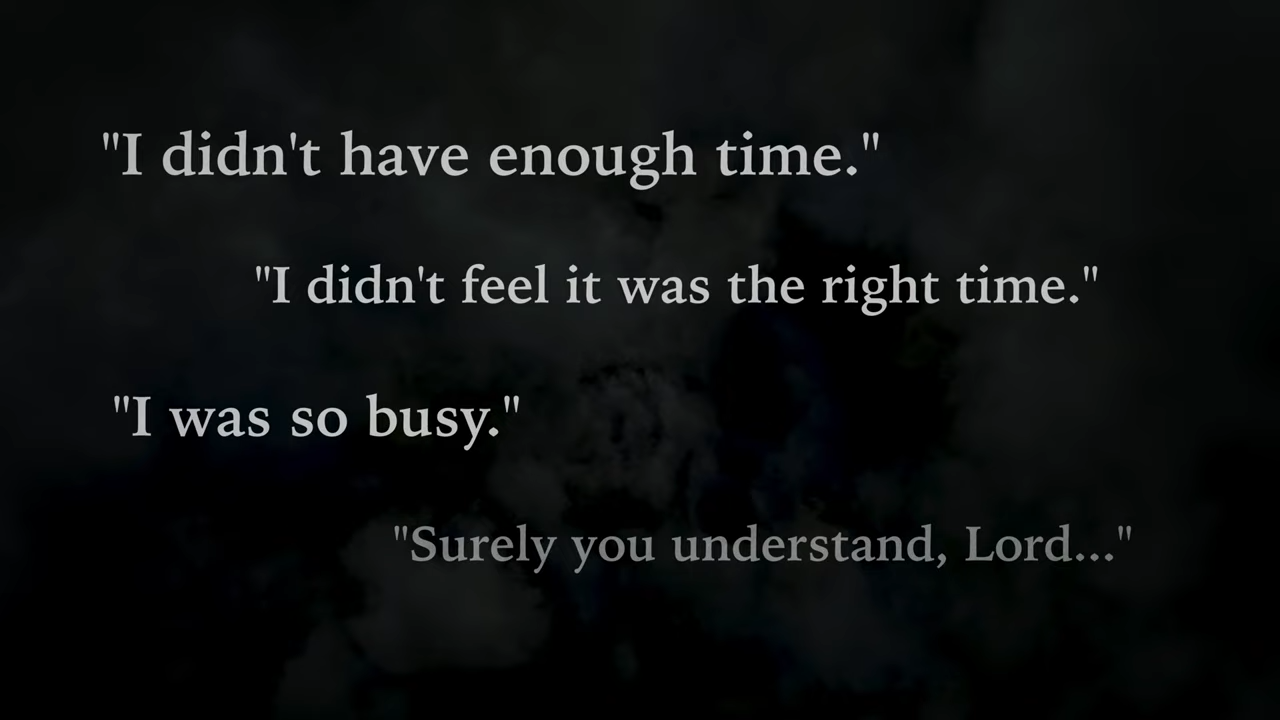 "I didn't have enough time."
"I didn't feel it was the right time."
"I was so busy."
"Surely you understand, Lord..."